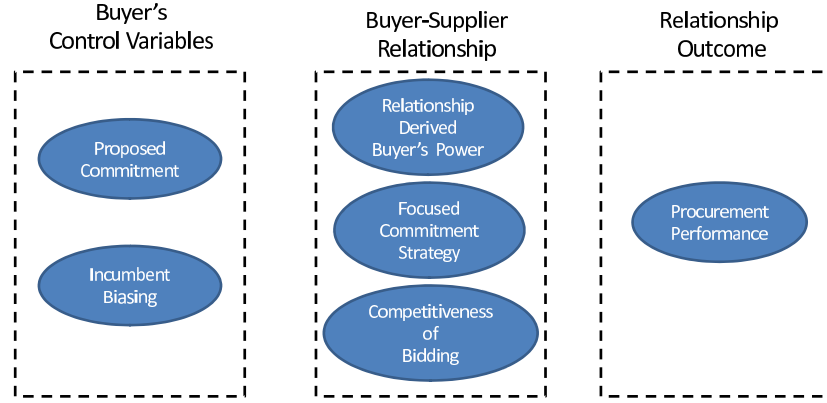 Buyer's
Control Variables
Proposed
Commitment
Incumbent
Biasing
Buyer-Supplier
Relationship
Relationship
Derived
Buyer's Power
Focused
Commitment
Strategy
Competitiveness
of
Bidding
Relationship
Outcome
Procurement
Performance